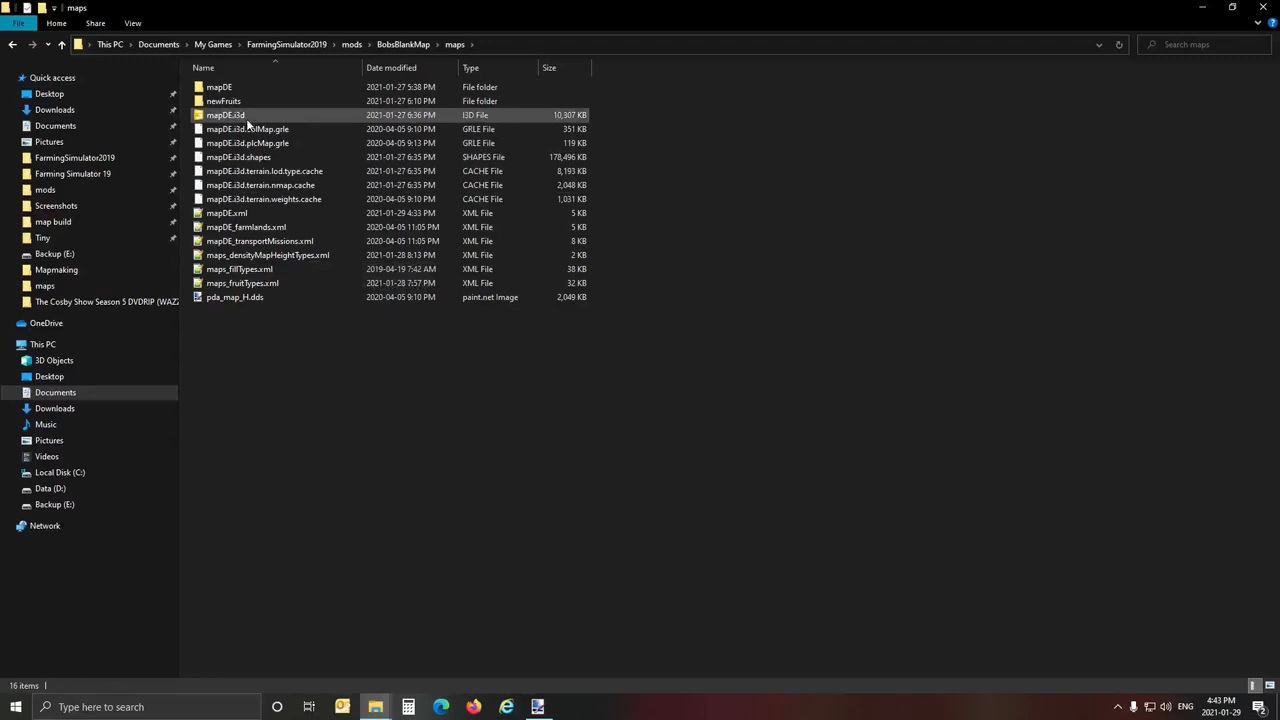 maps
File Home Share View
This PC Documents My Games FarmingSimulator2019 mods BobsBlankMap maps
Search maps
Name Date modified Type Size
mapDE 2021-01-27 5:38 PM File folder
newFruits 2021-01-27 6:21 PM File folder
mapDE.i3d 2021-01-27 6:36 PM I3D File 10,307 KB
mapDE.i3d.colMap.grle 2020-04-05 9:10 PM GRLE File 351 KB
mapDE.i3d.plcMap.grle 2020-04-05 9:13 PM GRLE File 119 KB
mapDE.i3d.shapes 2021-01-27 6:35 PM SHAPES File 178,496 KB
mapDE.i3d.terrain.lod.type.cache 2021-01-27 6:35 PM CACHE File 8,193 KB
mapDE.i3d.terrain.nmap.cache 2021-01-27 6:35 PM CACHE File 2,048 KB
mapDE.i3d.terrain.weights.cache 2020-04-05 9:10 PM CACHE File 1,031 KB
mapDE.xml 2021-01-29 4:33 PM XML File 5 KB
mapDE_farmlands.xml 2020-04-05 11:05 PM XML File 5 KB
mapDE_transportMissions.xml 2020-04-05 11:05 PM XML File 8 KB
maps_densityMapHeightTypes.xml 2021-01-28 8:13 PM XML File 2 KB
maps_fillTypes.xml 2019-04-19 7:42 AM XML File 38 KB
maps_fruitTypes.xml 2021-01-28 7:57 PM XML File 32 KB
pda_map_H.dds 2020-04-05 9:10 PM paint.net Image 2,049 KB
Quick access
Desktop
Downloads
Documents
Pictures
FarmingSimulator2019
Farming Simulator 19
mods
Screenshots
map build
Tiny
Backup (E:)
Mapmaking
maps
The Cosby Show Season 5 DVDRIP (WAZZ
OneDrive
This PC
3D Objects
Desktop
Documents
Downloads
Music
Pictures
Videos
Local Disk (C:)
Data (D:)
Backup (E:)
Network
16 items
Type here to search
ENG
4:43 PM
2021-01-29
2